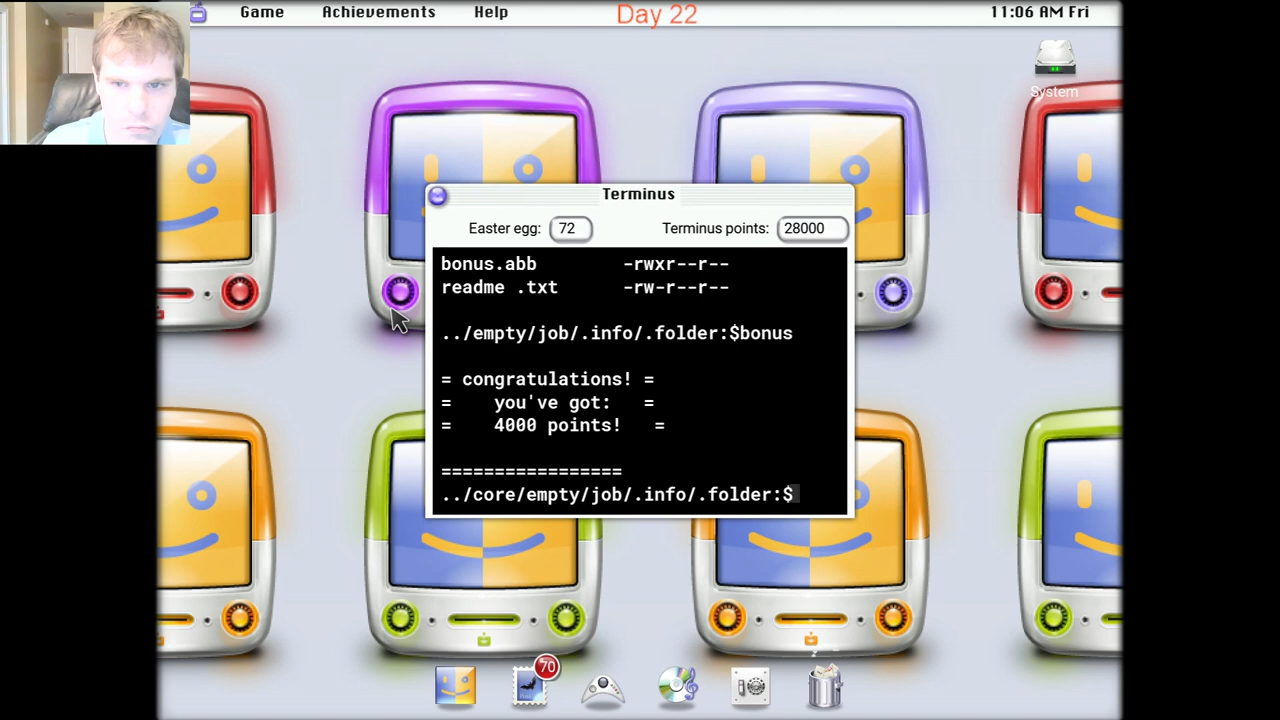 Game Achievements Help Day 22 11:06 AM Fri
System
Terminus
Easter egg: 72 Terminus points: 28000
bonus.abb -rwxr--r--
readme .txt -rw-r--r--
../empty/job/.info/.folder:$bonus
= congratulations! =
= you've got: =
= 4000 points! =
=================
../core/empty/job/.info/.folder:$
70